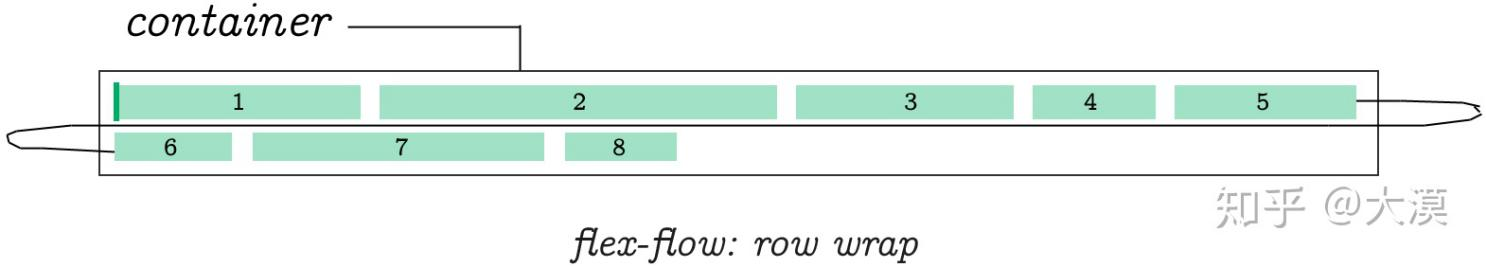 container
1 2 3 4 5
6 7 8
知乎 @大漠
flex-flow: row wrap